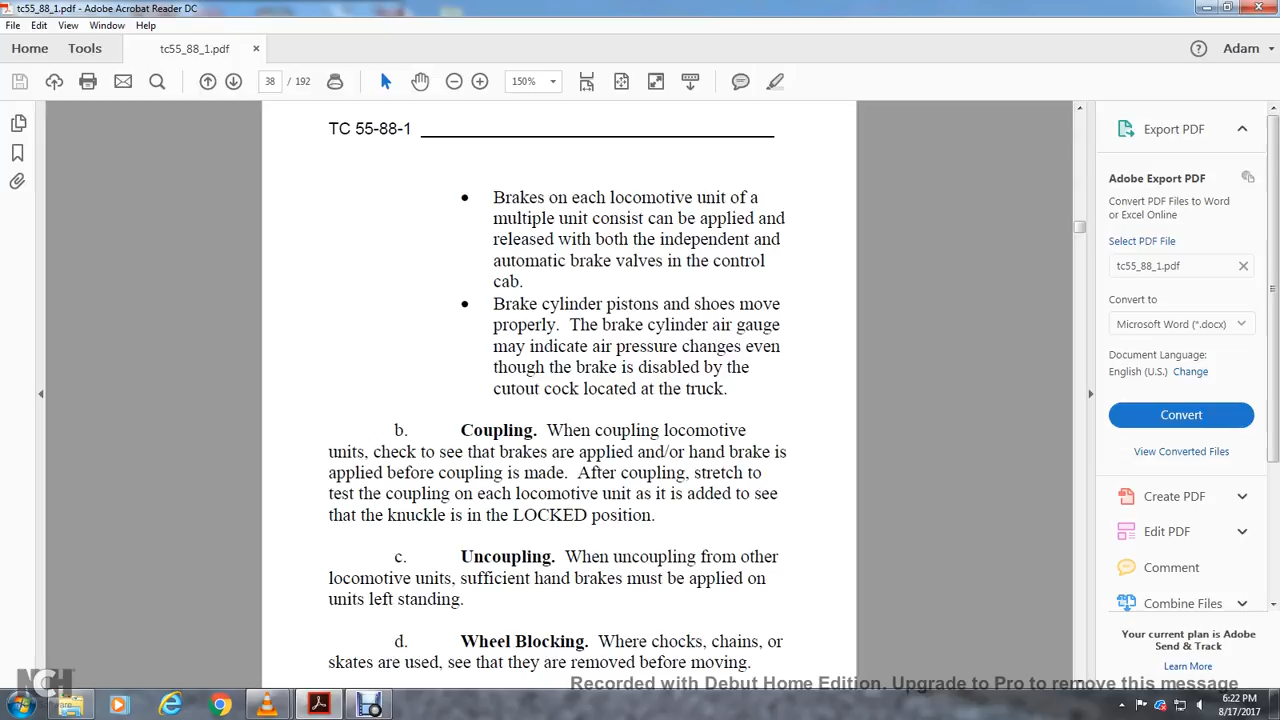 tc55_88_1.pdf - Adobe Acrobat Reader DC
File Edit View Window Help
Home Tools tc55_88_1.pdf × Adam
38 / 192 150%
TC 55-88-1
• Brakes on each locomotive unit of a
multiple unit consist can be applied and
released with both the independent and
automatic brake valves in the control
cab.
• Brake cylinder pistons and shoes move
properly. The brake cylinder air gauge
may indicate air pressure changes even
though the brake is disabled by the
cutout cock located at the truck.
b. Coupling. When coupling locomotive
units, check to see that brakes are applied and/or hand brake is
applied before coupling is made. After coupling, stretch to
test the coupling on each locomotive unit as it is added to see
that the knuckle is in the LOCKED position.
c. Uncoupling. When uncoupling from other
locomotive units, sufficient hand brakes must be applied on
units left standing.
d. Wheel Blocking. Where chocks, chains, or
skates are used, see that they are removed before moving.
Export PDF
Adobe Export PDF
Convert PDF Files to Word
or Excel Online
Select PDF File
tc55_88_1.pdf
Convert to
Microsoft Word (*.docx)
Document Language:
English (U.S.) Change
Convert
View Converted Files
Create PDF
Edit PDF
Comment
Combine Files
Your current plan is Adobe
Send & Track
Learn More
NCH
Recorded with Debut Home Edition. Upgrade to Pro to remove this message
6:22 PM
8/17/2017